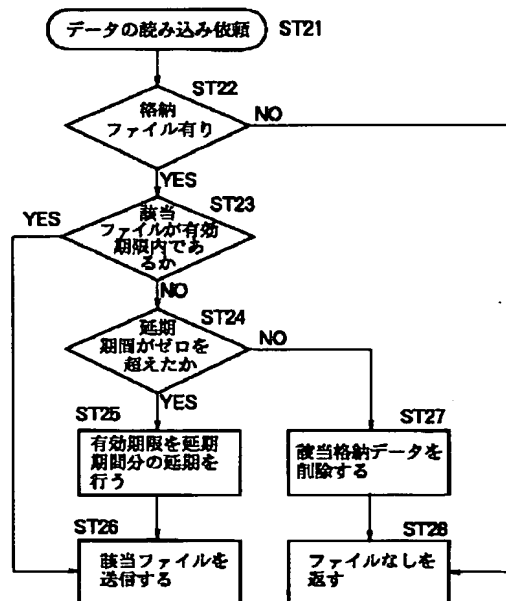 データの読み込み依頼
ST21
ST22
格納
ファイル有り
NO
YES
ST23
YES
該当
ファイルが有効
期限内であ
るか
NO
ST24
延期
期間がゼロを
超えたか
NO
YES
ST25
有効期限を延期
期間分の延期を
行う
ST27
該当格納データを
削除する
ST26
該当ファイルを
送信する
ST28
ファイルなしを
返す